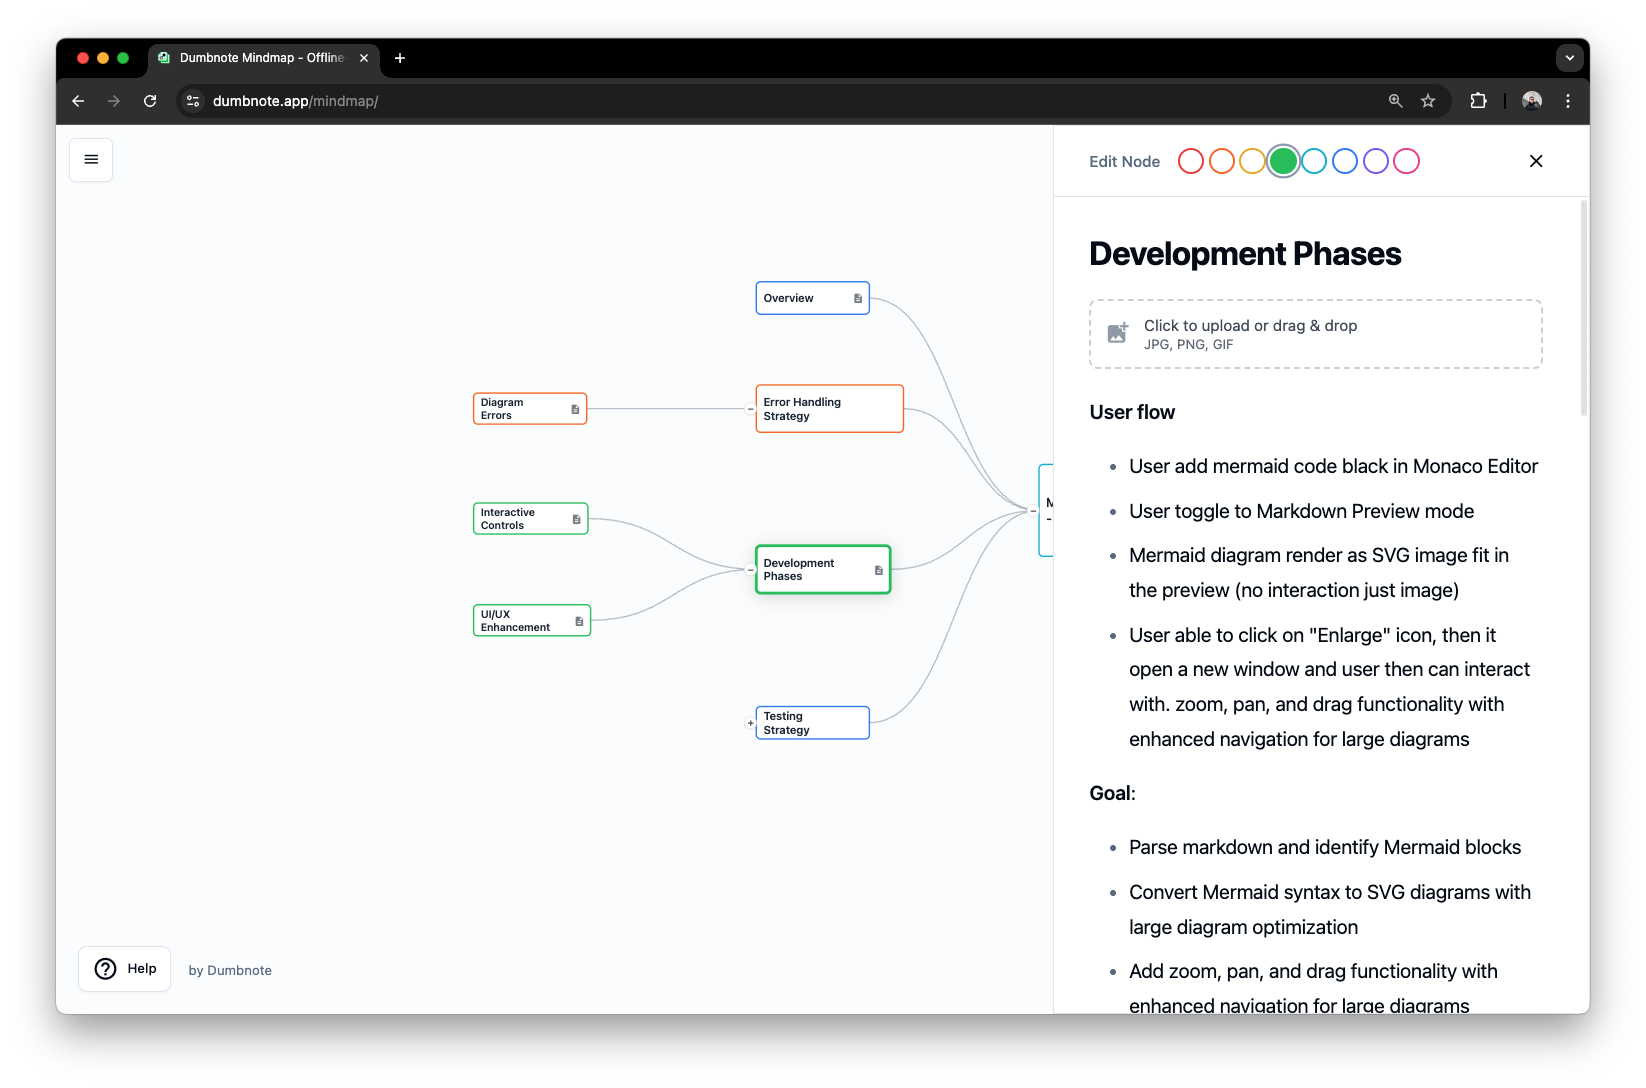 Dumbnote Mindmap - Offline
dumbnote.app/mindmap/
Edit Node
Development Phases
Click to upload or drag & drop
JPG, PNG, GIF
User flow
User add mermaid code black in Monaco Editor
User toggle to Markdown Preview mode
Mermaid diagram render as SVG image fit in
the preview (no interaction just image)
User able to click on "Enlarge" icon, then it
open a new window and user then can interact
with. zoom, pan, and drag functionality with
enhanced navigation for large diagrams
Goal:
Parse markdown and identify Mermaid blocks
Convert Mermaid syntax to SVG diagrams with
large diagram optimization
Add zoom, pan, and drag functionality with
enhanced navigation for large diagrams
Overview
Diagram
Errors
Error Handling
Strategy
Interactive
Controls
Development
Phases
UI/UX
Enhancement
Testing
Strategy
M
-
Help
by Dumbnote